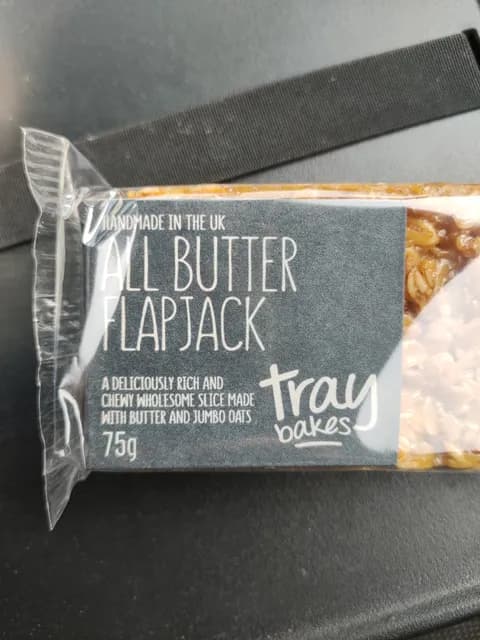 HANDMADE IN THE UK
ALL BUTTER
FLAPJACK
A DELICIOUSLY RICH AND
CHEWY WHOLESOME SLICE MADE
WITH BUTTER AND JUMBO OATS
75g
tray
bakes